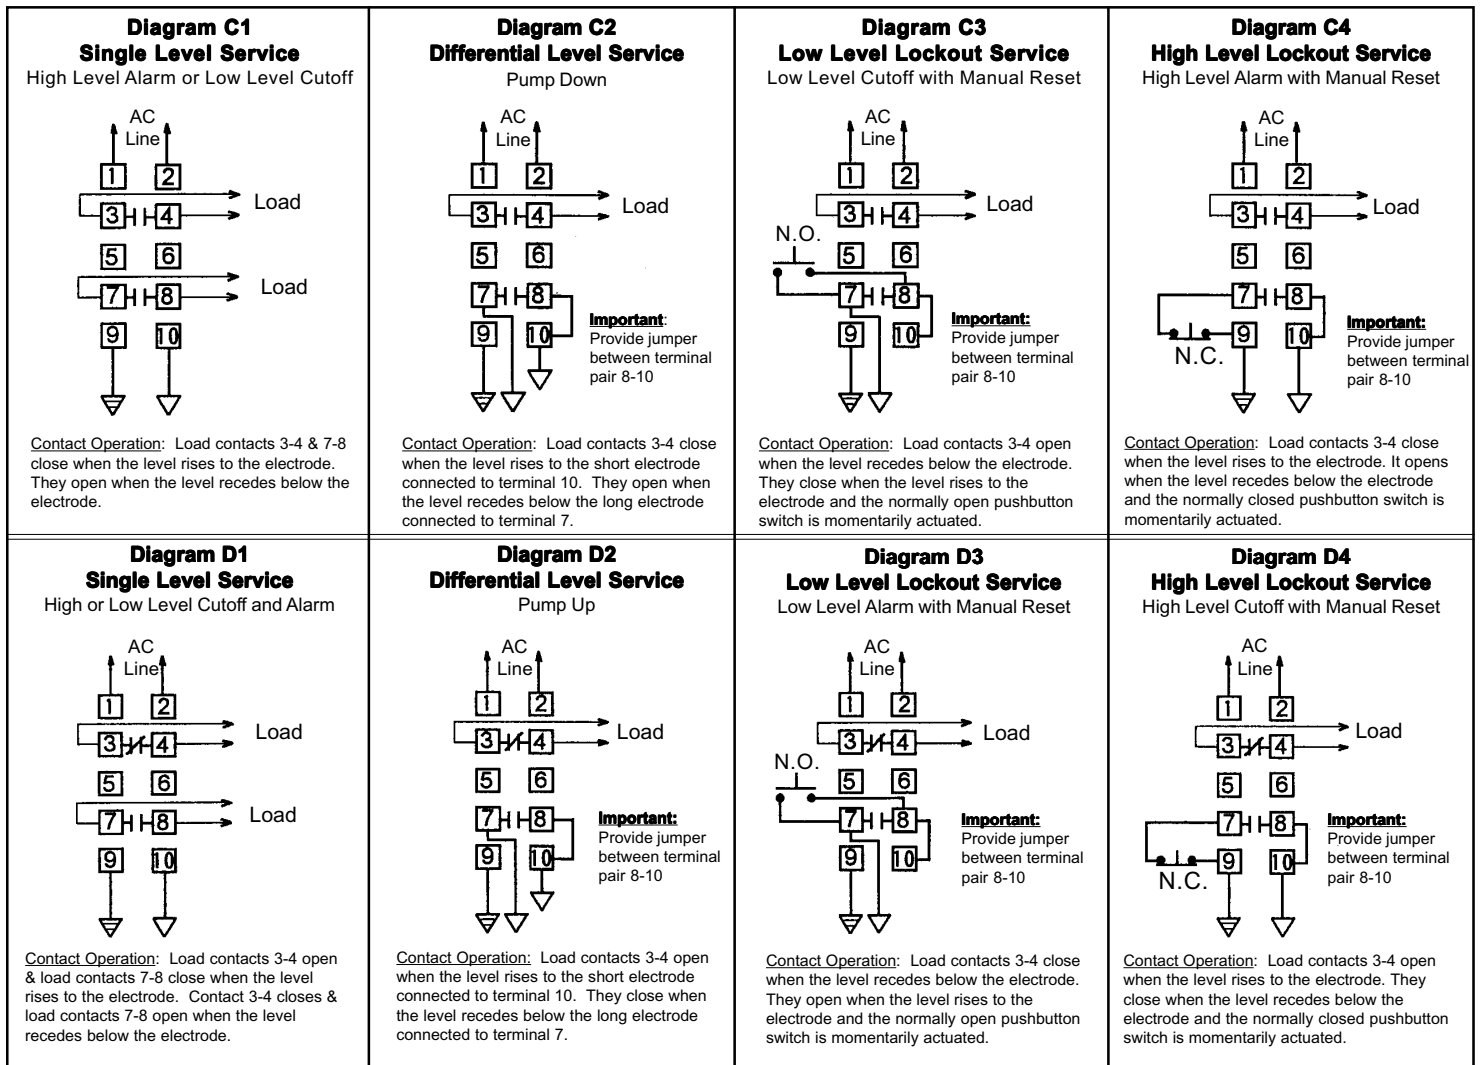 Diagram C1
Single Level Service
High Level Alarm or Low Level Cutoff
AC
Line
1 2
Load
3 4
5 6
Load
7 8
9 10
Contact Operation: Load contacts 3-4 & 7-8
close when the level rises to the electrode.
They open when the level recedes below the
electrode.
Diagram C2
Differential Level Service
Pump Down
AC
Line
1 2
Load
3 4
5 6
7 8
9 10
Important:
Provide jumper
between terminal
pair 8-10
Contact Operation: Load contacts 3-4 close
when the level rises to the short electrode
connected to terminal 10. They open when
the level recedes below the long electrode
connected to terminal 7.
Diagram C3
Low Level Lockout Service
Low Level Cutoff with Manual Reset
AC
Line
1 2
Load
3 4
N.O.
5 6
7 8
9 10
Important:
Provide jumper
between terminal
pair 8-10
Contact Operation: Load contacts 3-4 open
when the level recedes below the electrode.
They close when the level rises to the
electrode and the normally open pushbutton
switch is momentarily actuated.
Diagram C4
High Level Lockout Service
High Level Alarm with Manual Reset
AC
Line
1 2
Load
3 4
5 6
7 8
9 10
N.C.
Important:
Provide jumper
between terminal
pair 8-10
Contact Operation: Load contacts 3-4 close
when the level rises to the electrode. It opens
when the level recedes below the electrode
and the normally closed pushbutton switch is
momentarily actuated.
Diagram D1
Single Level Service
High or Low Level Cutoff and Alarm
AC
Line
1 2
Load
3 4
5 6
Load
7 8
9 10
Contact Operation: Load contacts 3-4 open
& load contacts 7-8 close when the level
rises to the electrode. Contact 3-4 closes &
load contacts 7-8 open when the level
recedes below the electrode.
Diagram D2
Differential Level Service
Pump Up
AC
Line
1 2
Load
3 4
5 6
7 8
9 10
Important:
Provide jumper
between terminal
pair 8-10
Contact Operation: Load contacts 3-4 open
when the level rises to the short electrode
connected to terminal 10. They close when
the level recedes below the long electrode
connected to terminal 7.
Diagram D3
Low Level Lockout Service
Low Level Alarm with Manual Reset
AC
Line
1 2
Load
3 4
N.O.
5 6
7 8
9 10
Important:
Provide jumper
between terminal
pair 8-10
Contact Operation: Load contacts 3-4 close
when the level recedes below the electrode.
They open when the level rises to the
electrode and the normally open pushbutton
switch is momentarily actuated.
Diagram D4
High Level Lockout Service
High Level Cutoff with Manual Reset
AC
Line
1 2
Load
3 4
5 6
7 8
9 10
N.C.
Important:
Provide jumper
between terminal
pair 8-10
Contact Operation: Load contacts 3-4 open
when the level rises to the electrode. They
close when the level recedes below the
electrode and the normally closed pushbutton
switch is momentarily actuated.